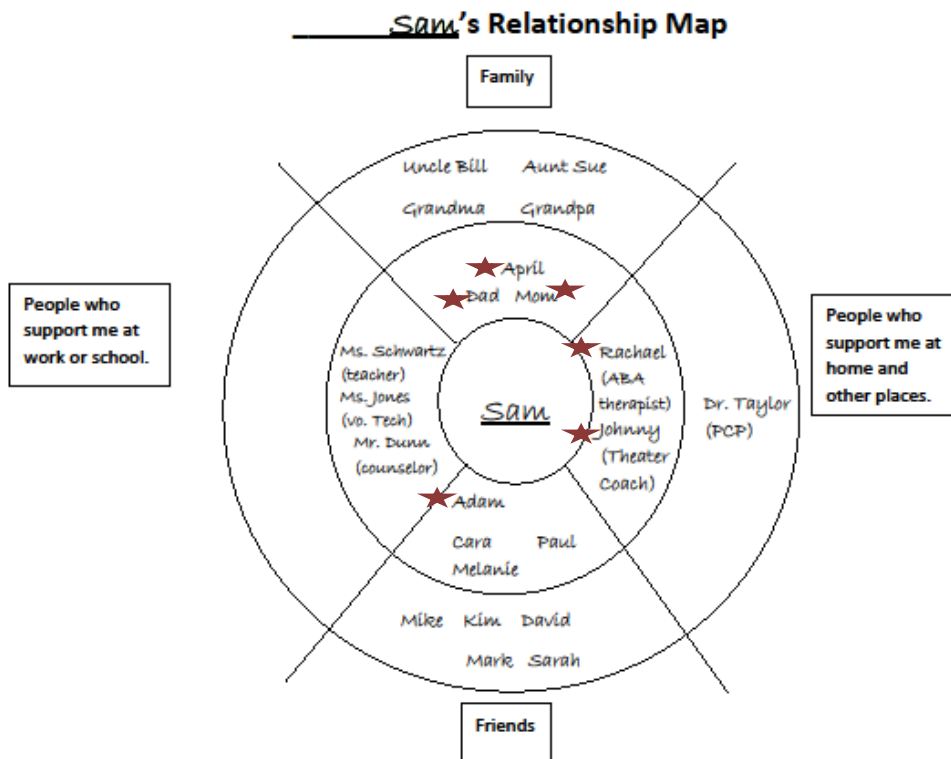 Sam's Relationship Map
Family
Uncle Bill Aunt Sue
Grandma Grandpa
April
Dad Mom
People who
support me at
work or school.
Ms. Schwartz
(teacher)
Ms. Jones
(Vo. Tech)
Mr. Dunn
(counselor)
Sam
Rachael
(ABA
therapist)
Johnny
(Theater
Coach)
Dr. Taylor
(PCP)
People who
support me at
home and
other places.
Adam
Cara Paul
Melanie
Mike Kim David
Mark Sarah
Friends